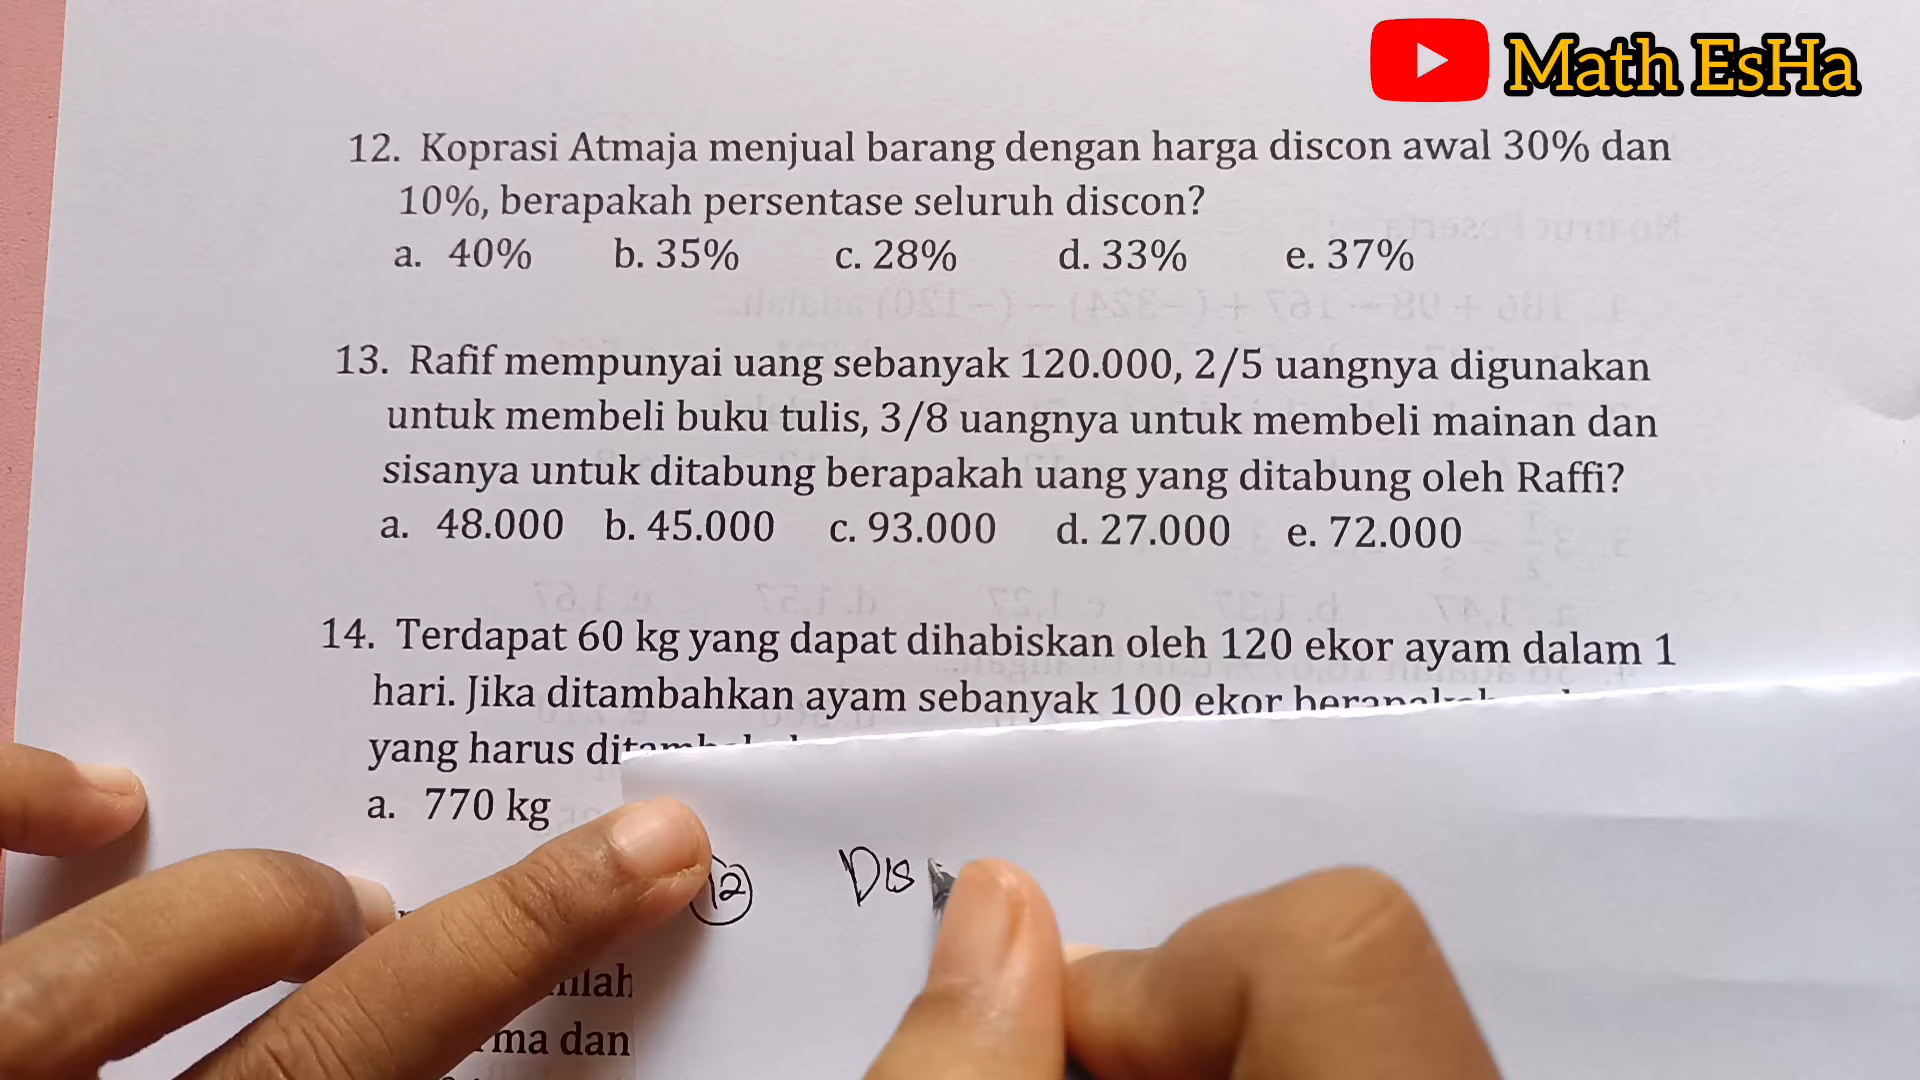 Math EsHa
12. Koprasi Atmaja menjual barang dengan harga discon awal 30% dan
10%, berapakah persentase seluruh discon?
a. 40% b. 35% c. 28% d. 33% e. 37%
13. Rafif mempunyai uang sebanyak 120.000, 2/5 uangnya digunakan
untuk membeli buku tulis, 3/8 uangnya untuk membeli mainan dan
sisanya untuk ditabung berapakah uang yang ditabung oleh Raffi?
a. 48.000 b. 45.000 c. 93.000 d. 27.000 e. 72.000
14. Terdapat 60 kg yang dapat dihabiskan oleh 120 ekor ayam dalam 1
hari. Jika ditambahkan ayam sebanyak 100 ekor
yang harus
a. 770 kg
12 Dis
dan